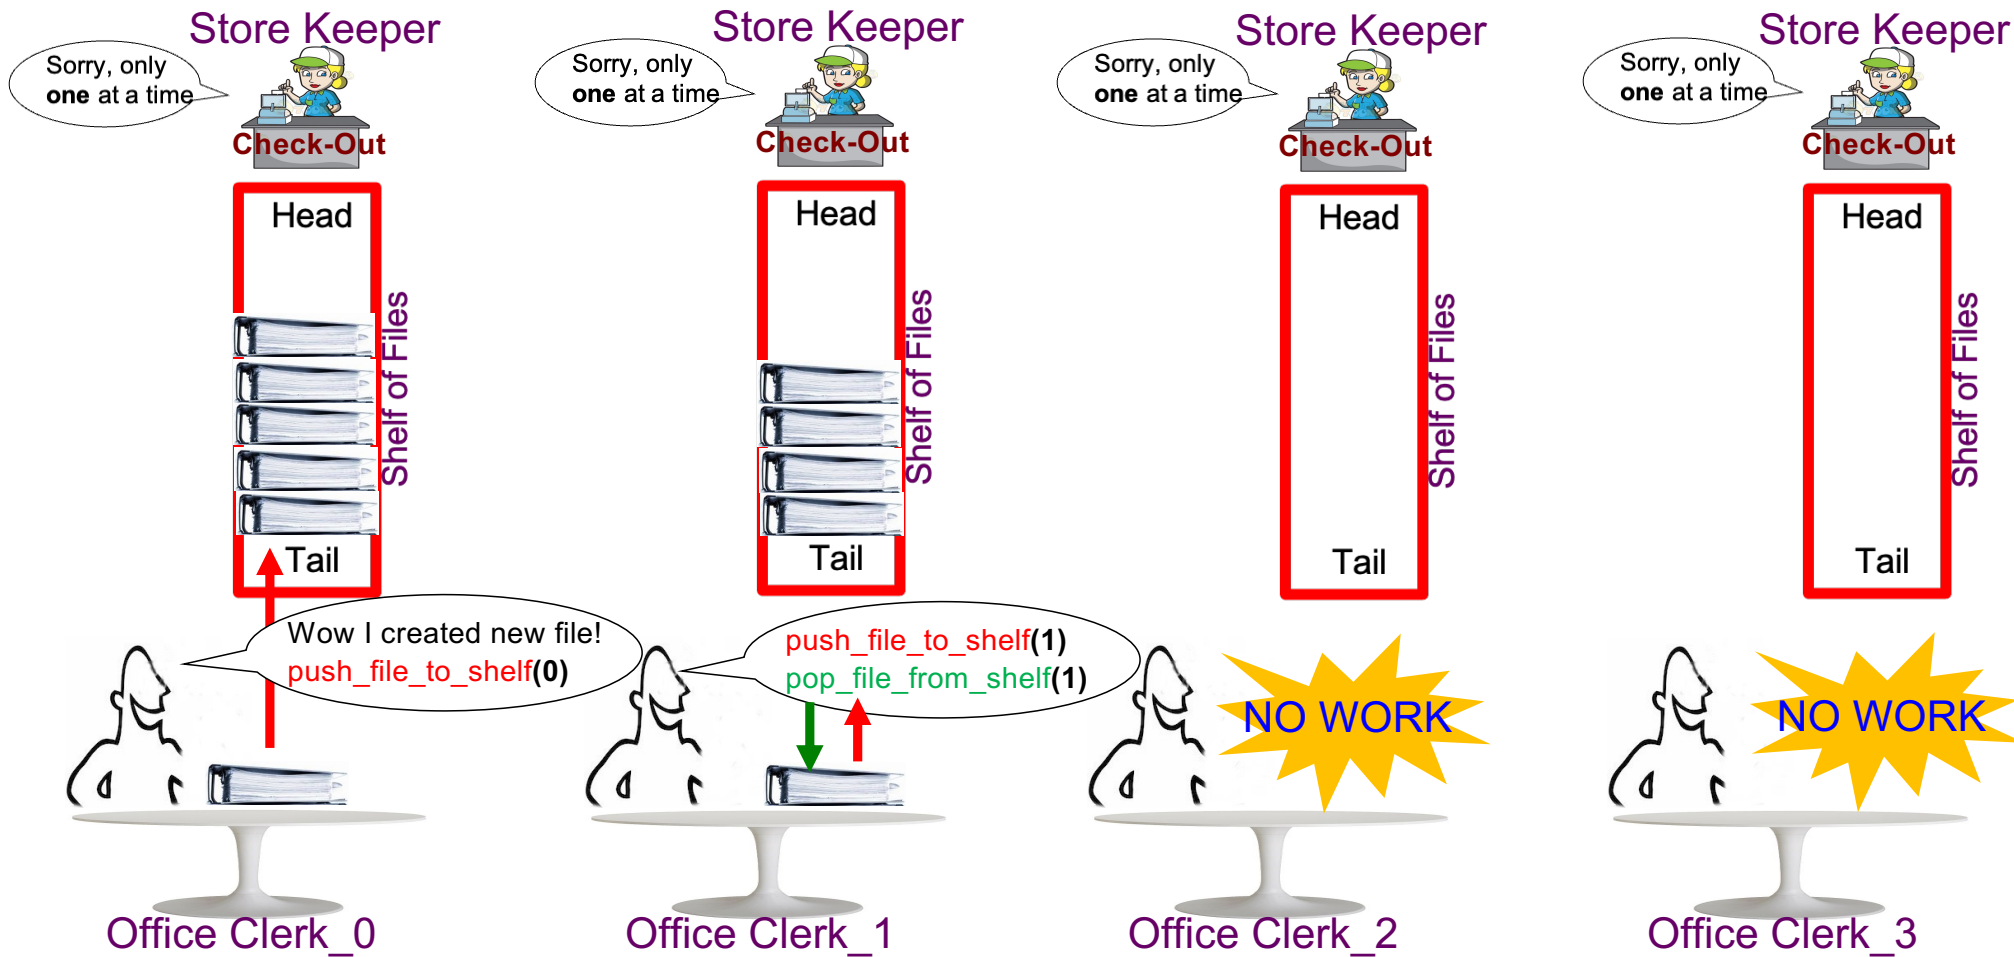 Store Keeper
Sorry, only
one at a time
Check-Out
Head
Shelf of Files
Tail
Wow I created new file!
push_file_to_shelf(0)
Office Clerk_0
Store Keeper
Sorry, only
one at a time
Check-Out
Head
Shelf of Files
Tail
push_file_to_shelf(1)
pop_file_from_shelf(1)
Office Clerk_1
Store Keeper
Sorry, only
one at a time
Check-Out
Head
Shelf of Files
Tail
NO WORK
Office Clerk_2
Store Keeper
Sorry, only
one at a time
Check-Out
Head
Shelf of Files
Tail
NO WORK
Office Clerk_3